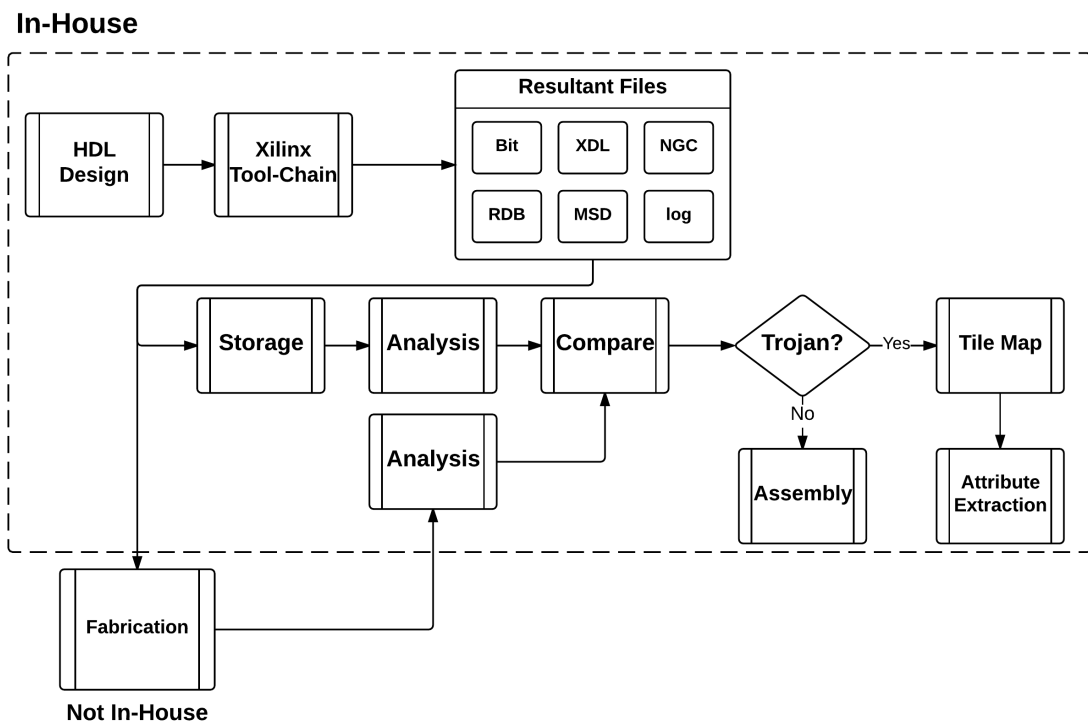 In-House
Resultant Files
HDL
Design
Xilinx
Tool-Chain
Bit
XDL
NGC
RDB
MSD
log
Storage
Analysis
Compare
Trojan?
Yes
Tile Map
No
Analysis
Assembly
Attribute
Extraction
Fabrication
Not In-House